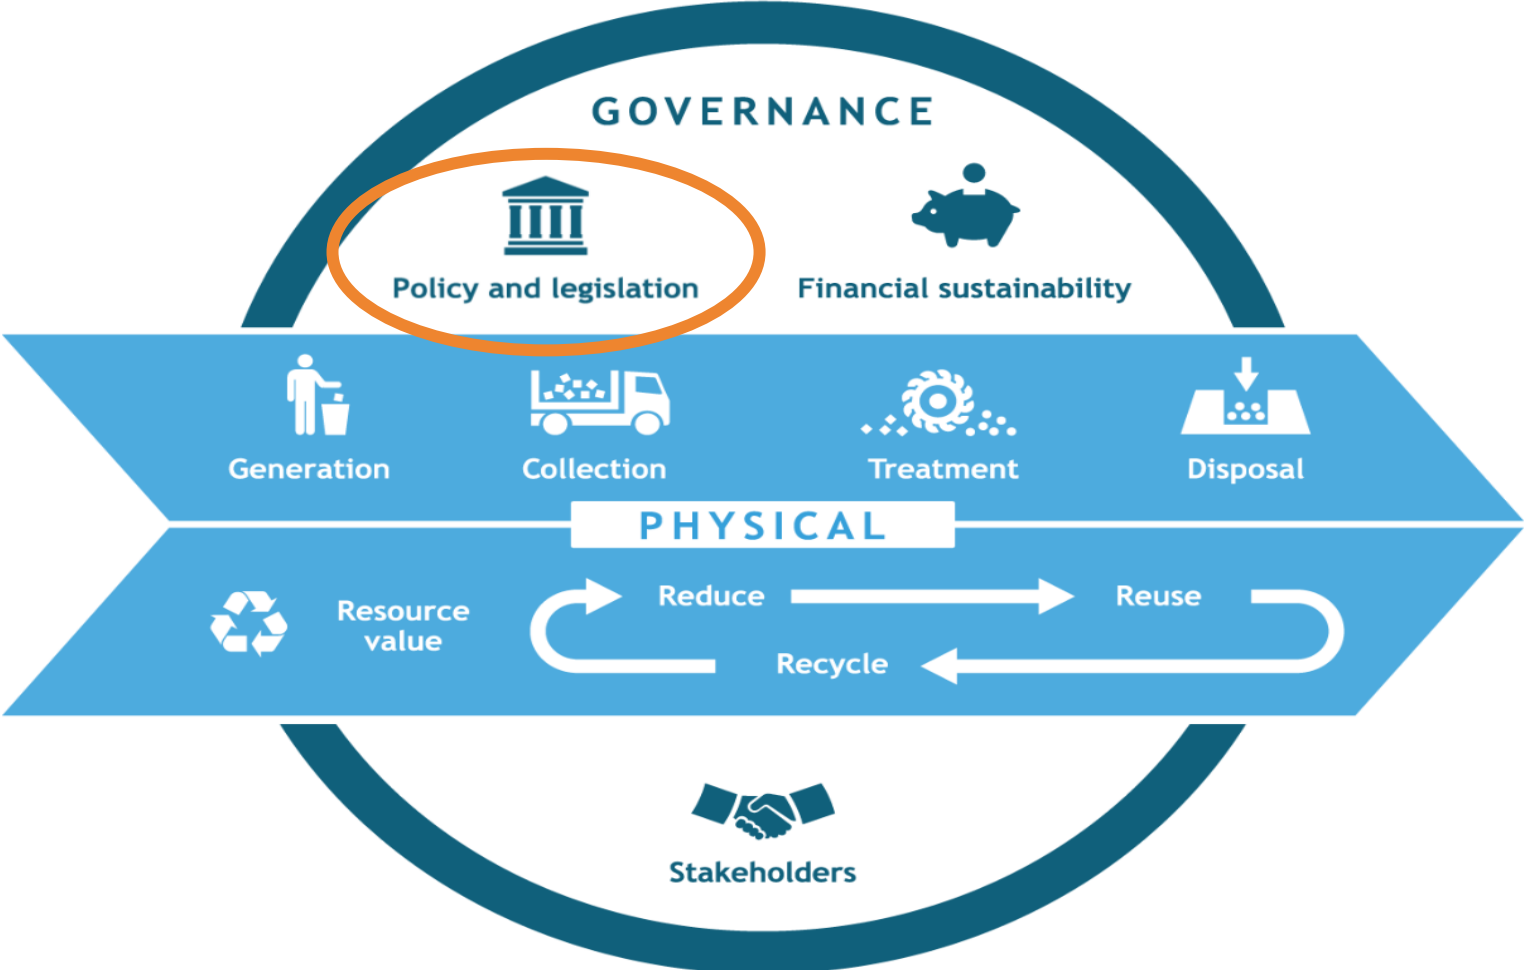 GOVERNANCE
Policy and legislation
Financial sustainability
Generation
Collection
Treatment
Disposal
PHYSICAL
Resource
value
Reduce
Reuse
Recycle
Stakeholders